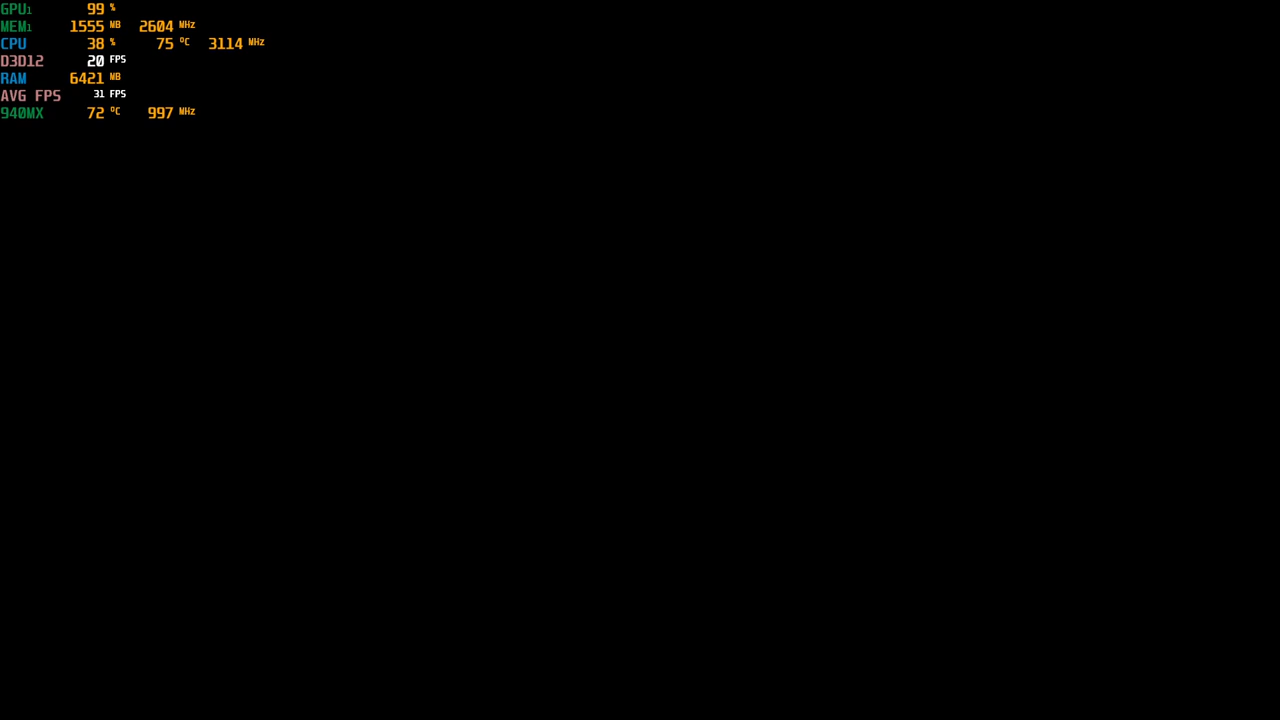 GPU1 99 %
MEM1 1555 MB 2604 MHz
CPU 38 % 75 °C 3114 MHz
D3D12 20 FPS
RAM 6421 MB
AVG FPS 31 FPS
940MX 72 °C 997 MHz